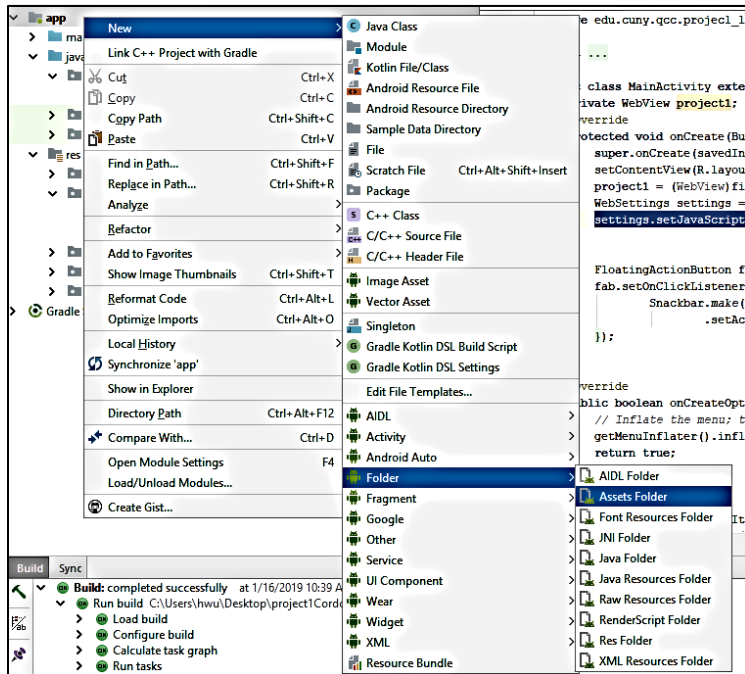 app
ma
java
res
Gradle
New
Link C++ Project with Gradle
Cut Ctrl+X
Copy Ctrl+C
Copy Path Ctrl+Shift+C
Paste Ctrl+V
Find in Path... Ctrl+Shift+F
Replace in Path... Ctrl+Shift+R
Analyze
Refactor
Add to Favorites
Show Image Thumbnails Ctrl+Shift+T
Reformat Code Ctrl+Alt+L
Optimize Imports Ctrl+Alt+O
Local History
Synchronize 'app'
Show in Explorer
Directory Path Ctrl+Alt+F12
Compare With... Ctrl+D
Open Module Settings F4
Load/Unload Modules...
Create Gist...
Java Class
Module
Kotlin File/Class
Android Resource File
Android Resource Directory
Sample Data Directory
File
Scratch File Ctrl+Alt+Shift+Insert
Package
C++ Class
C/C++ Source File
C/C++ Header File
Image Asset
Vector Asset
Singleton
Gradle Kotlin DSL Build Script
Gradle Kotlin DSL Settings
Edit File Templates...
AIDL
Activity
Android Auto
Folder
Fragment
Google
Other
Service
UI Component
Wear
Widget
XML
Resource Bundle
AIDL Folder
Assets Folder
Font Resources Folder
JNI Folder
Java Folder
Java Resources Folder
Raw Resources Folder
RenderScript Folder
Res Folder
XML Resources Folder
e edu.cuny.qcc.project1_l
...
class MainActivity exte
rivate WebView project1;
verride
otected void onCreate(Bu
super.onCreate(savedIn
setContentView(R.layou
project1 = (WebView)fi
WebSettings settings =
settings.setJavaScript
FloatingActionButton f
fab.setOnClickListener
Snackbar.make(
.setAc
});
verride
blic boolean onCreateOpt
// Inflate the menu; t
getMenuInflater().infl
return true;
It
Build Sync
Build: completed successfully at 1/16/2019 10:39 A
Run build C:\Users\hwu\Desktop\project1Cordo
Load build
Configure build
Calculate task graph
Run tasks